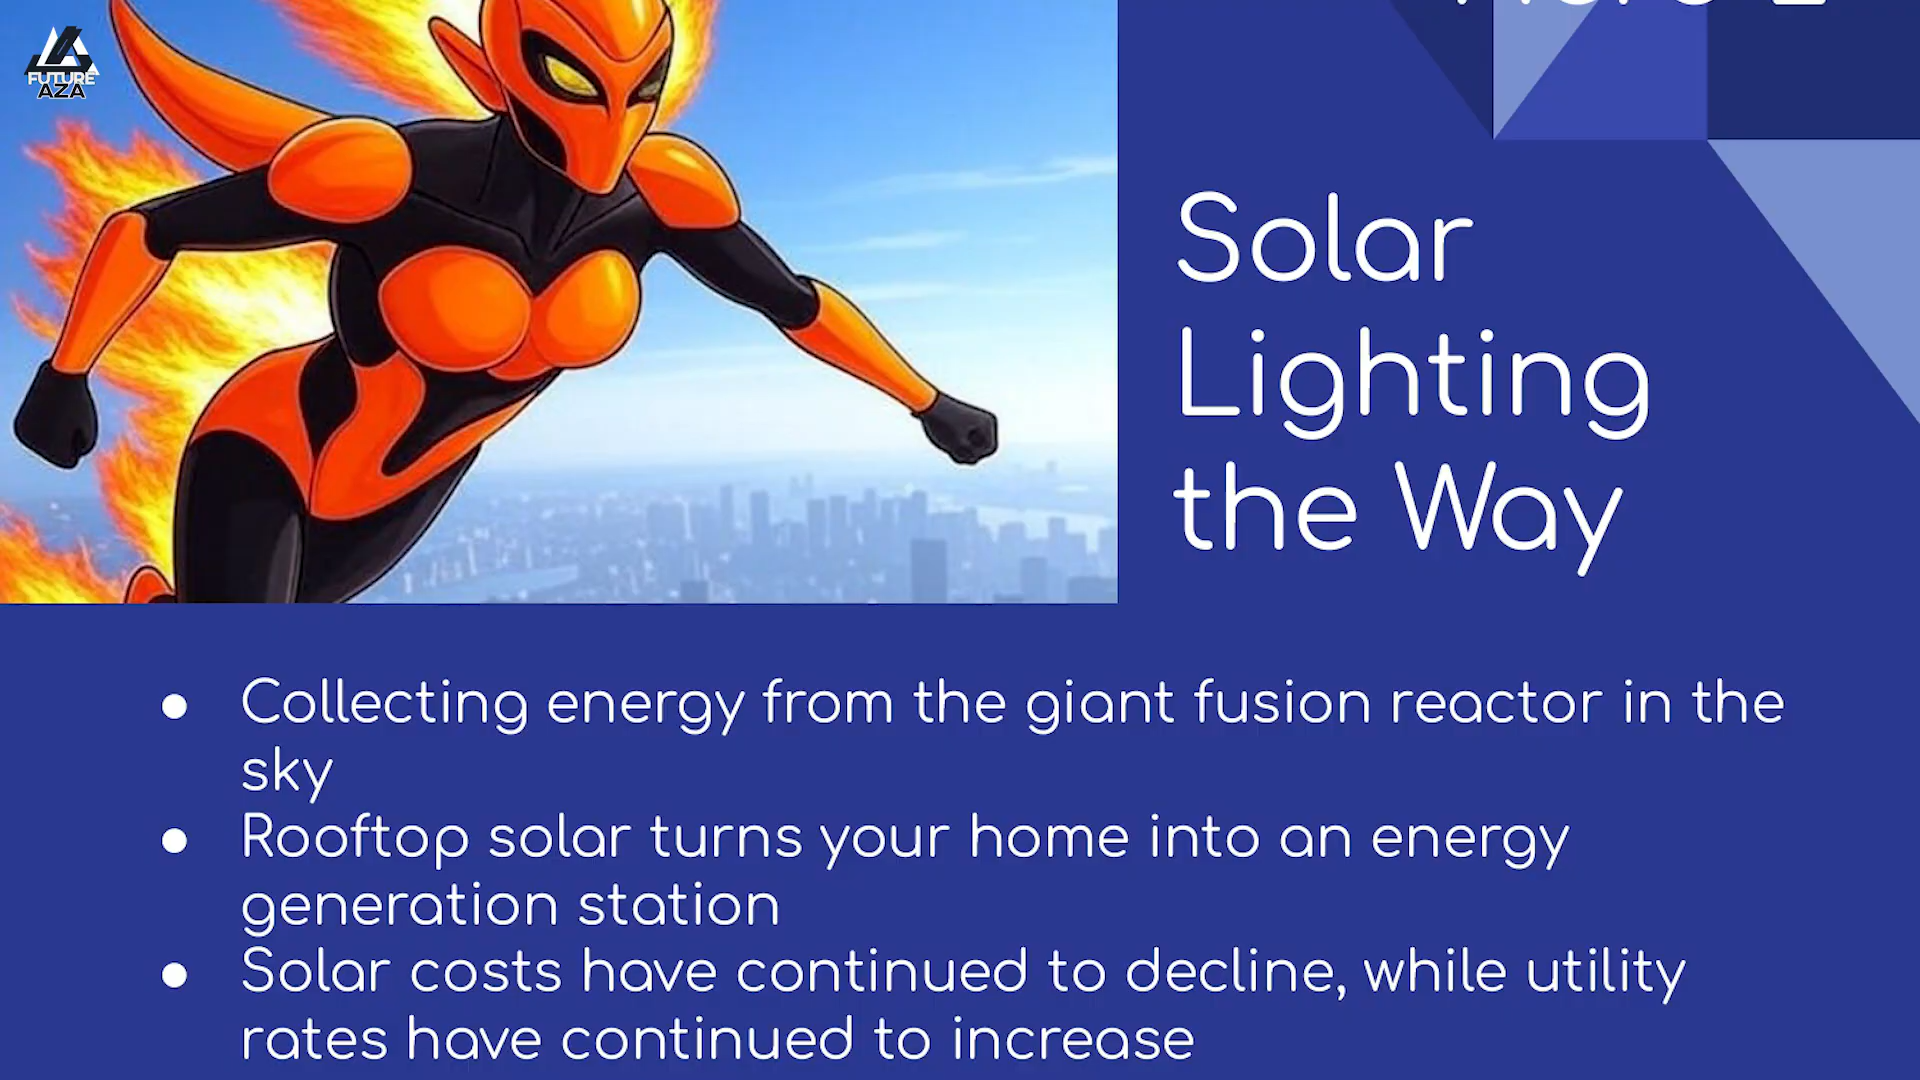 FUTURE
AZA
Solar
Lighting
the Way
● Collecting energy from the giant fusion reactor in the
sky
● Rooftop solar turns your home into an energy
generation station
● Solar costs have continued to decline, while utility
rates have continued to increase